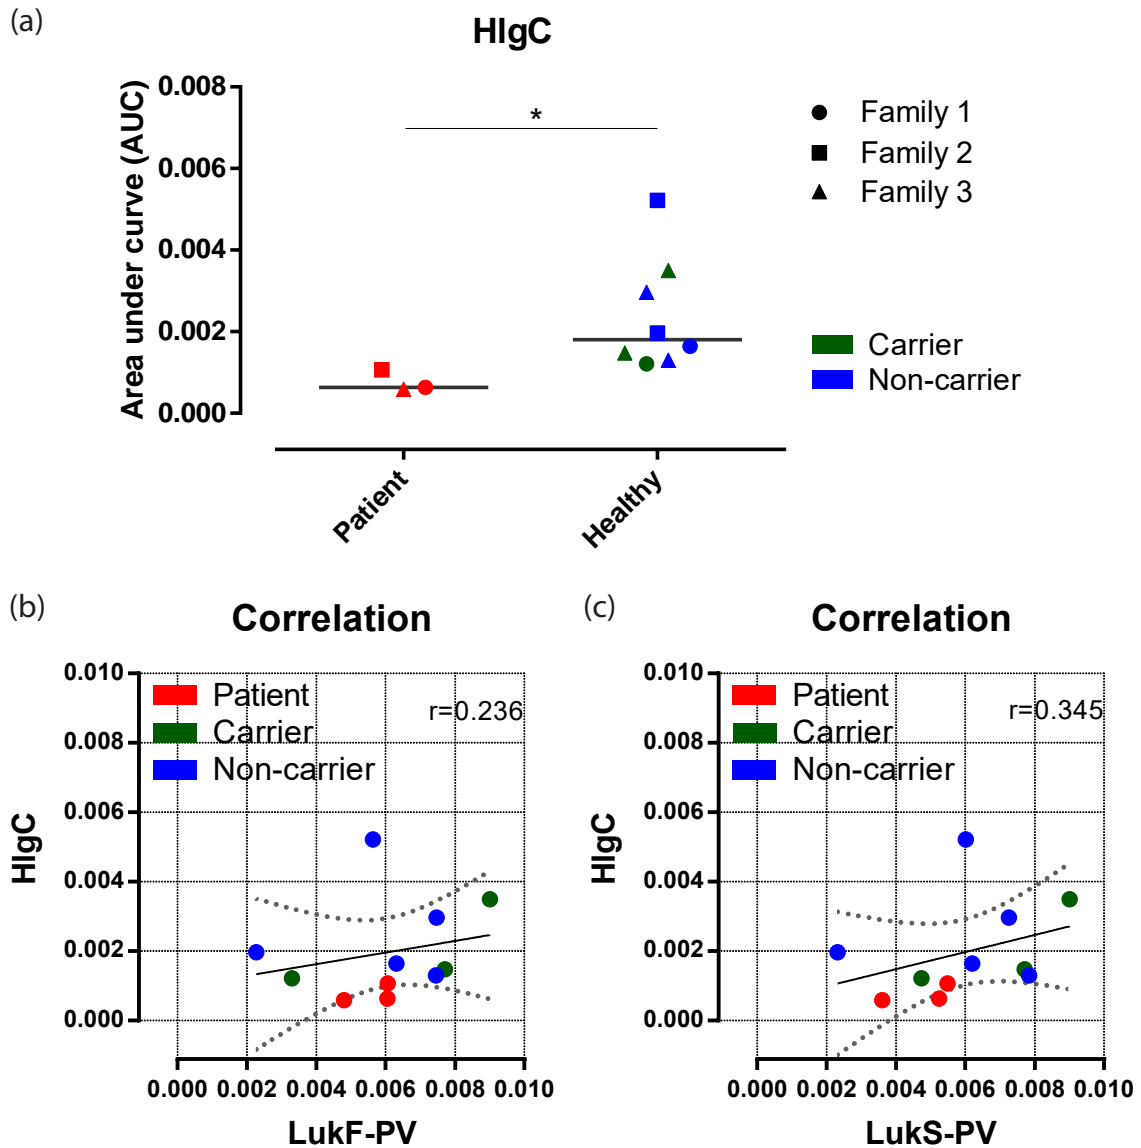 (a)
HlgC
Area under curve (AUC)
0.008
0.006
0.004
0.002
0.000
*
Family 1
Family 2
Family 3
Carrier
Non-carrier
Patient
Healthy
(b)
Correlation
HlgC
0.010
0.008
0.006
0.004
0.002
0.000
Patient
Carrier
Non-carrier
r=0.236
0.000 0.002 0.004 0.006 0.008 0.010
LukF-PV
(c)
Correlation
HlgC
0.010
0.008
0.006
0.004
0.002
0.000
Patient
Carrier
Non-carrier
r=0.345
0.000 0.002 0.004 0.006 0.008 0.010
LukS-PV